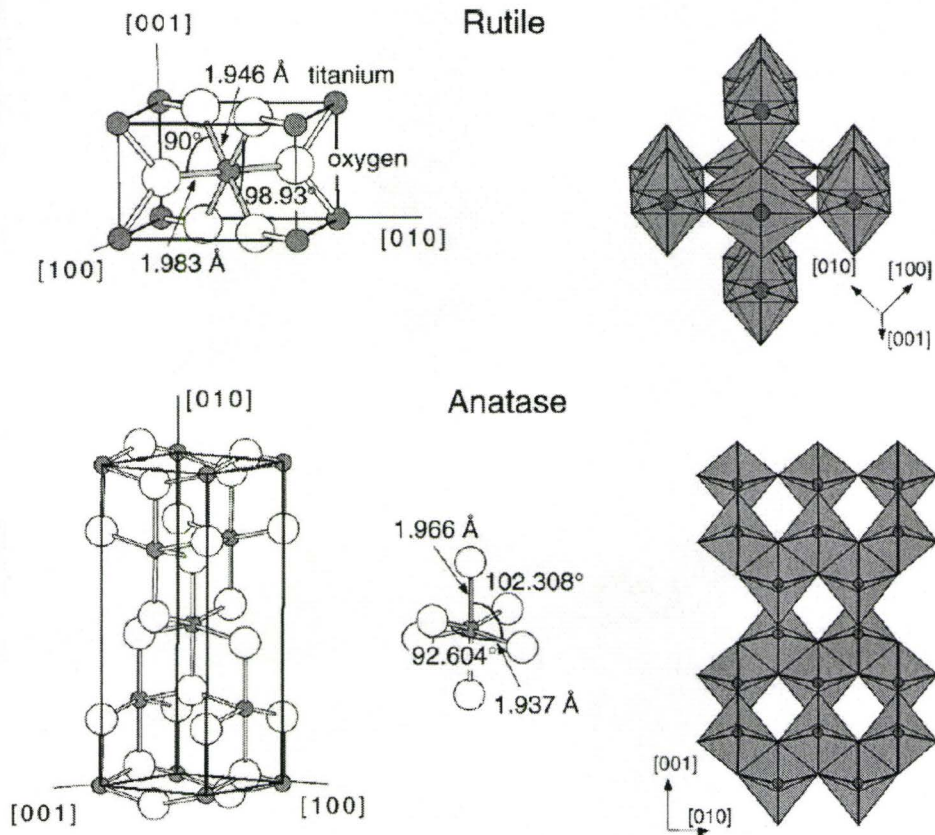 Rutile
[001]
1.946 Å titanium
90°
oxygen
98.93°
[010]
[100]
1.983 Å
[010]
[100]
[001]
Anatase
[010]
1.966 Å
102.308°
92.604°
1.937 Å
[001]
[100]
[001]
[010]